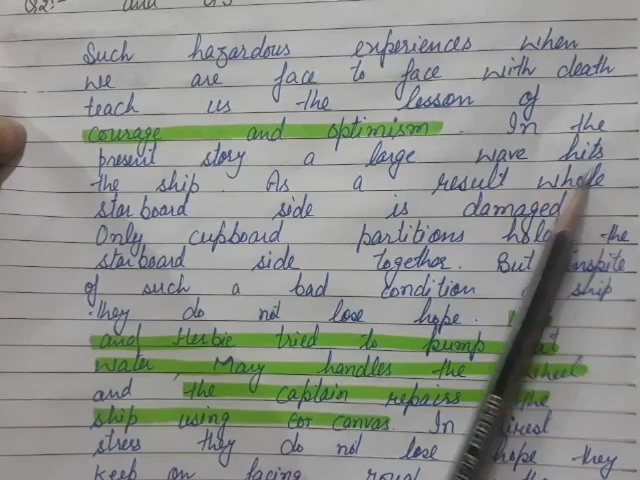 Q2:- and Q3
Such hazardous experiences when
we are face to face with death
teach us the lesson of
courage and optimism. In the
present story a large wave hits
the ship. As a result whole
starboard side is damaged
Only cupboard partitions hold the
starboard side together. But inspite
of such a bad condition ship
they do not lose hope.
and Herbie tried to pump
water, Mary handles the wheel
and the captain repairs the
ship using canvas. In
stress they do not lose hope they
keep on facing